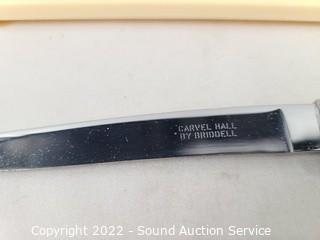 CARVEL HALL
BY BRIDDELL
Copyright 2022 - Sound Auction Service